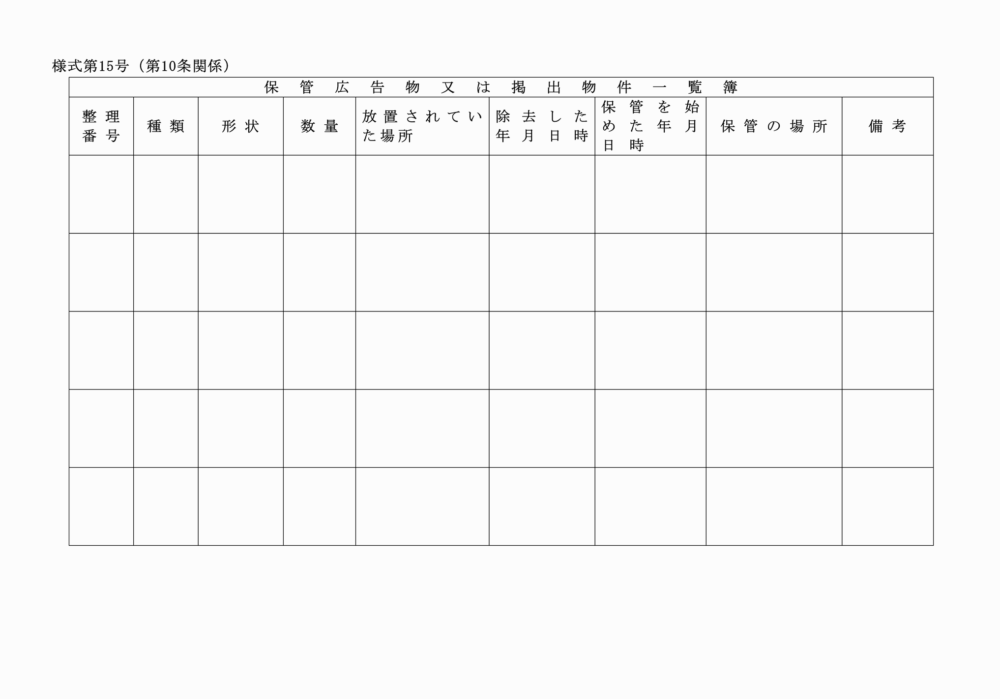 様式第15号（第10条関係）
保管広告物又は掲出物件一覧簿
整理
番号
種類
形状
数量
放置されてい
た場所
除去した
年月日時
保管を始
めた年月
日時
保管の場所
備考